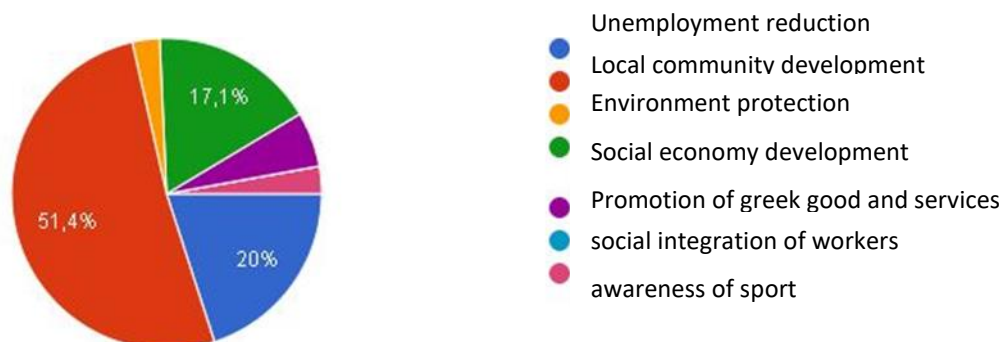 Unemployment reduction
Local community development
Environment protection
Social economy development
Promotion of greek good and services
social integration of workers
awareness of sport
17,1%
51,4%
20%